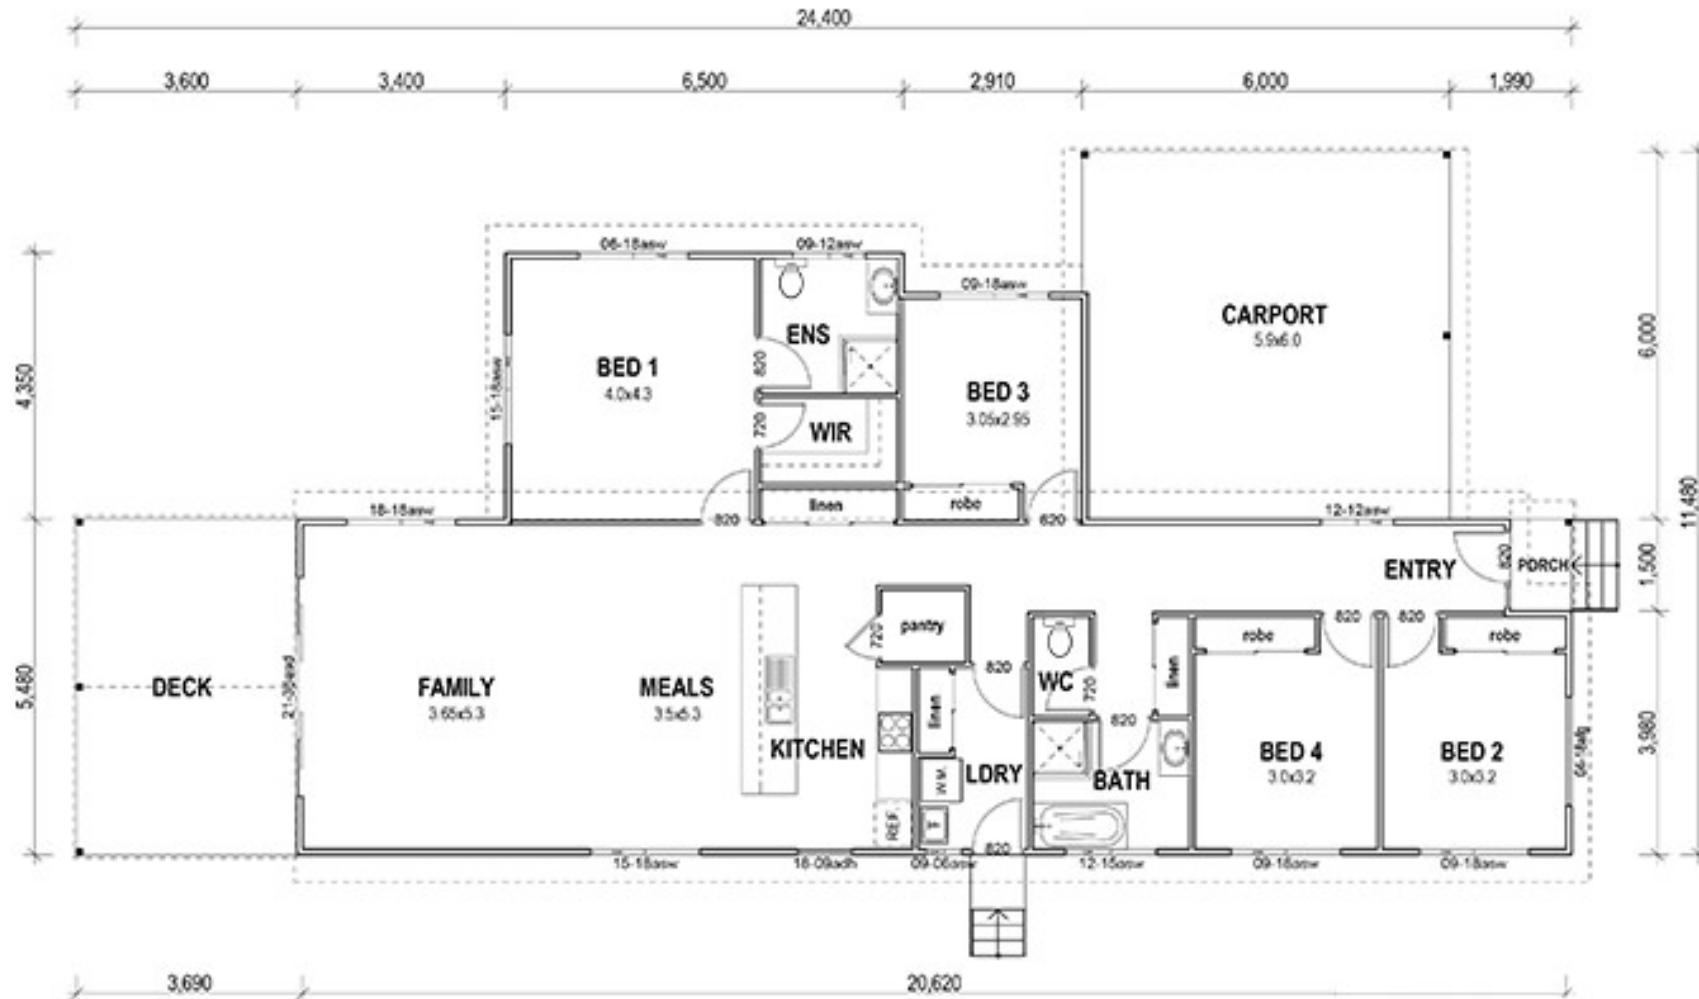 24,400
3,600
3,400
6,500
2,910
6,000
1,990
06-18asw
09-12asw
09-18asw
CARPORT
5.9x6.0
ENS
BED 1
4.0x4.3
820
BED 3
3.05x2.95
15-18asw
4,350
6,000
11,480
720
WIR
linen
robe
18-18asw
820
820
12-12asw
ENTRY
820
PORCH
1,500
pantry
720
820
WC
720
linen
robe
820
820
robe
5,480
DECK
21-36asd
FAMILY
3.65x5.3
MEALS
3.5x5.3
KITCHEN
linen
820
LDRY
W.M.
BATH
BED 4
3.0x3.2
BED 2
3.0x3.2
3,980
REF.
T
820
15-18asw
18-09adh
09-06asw
12-15asw
09-18asw
09-18asw
3,690
20,620